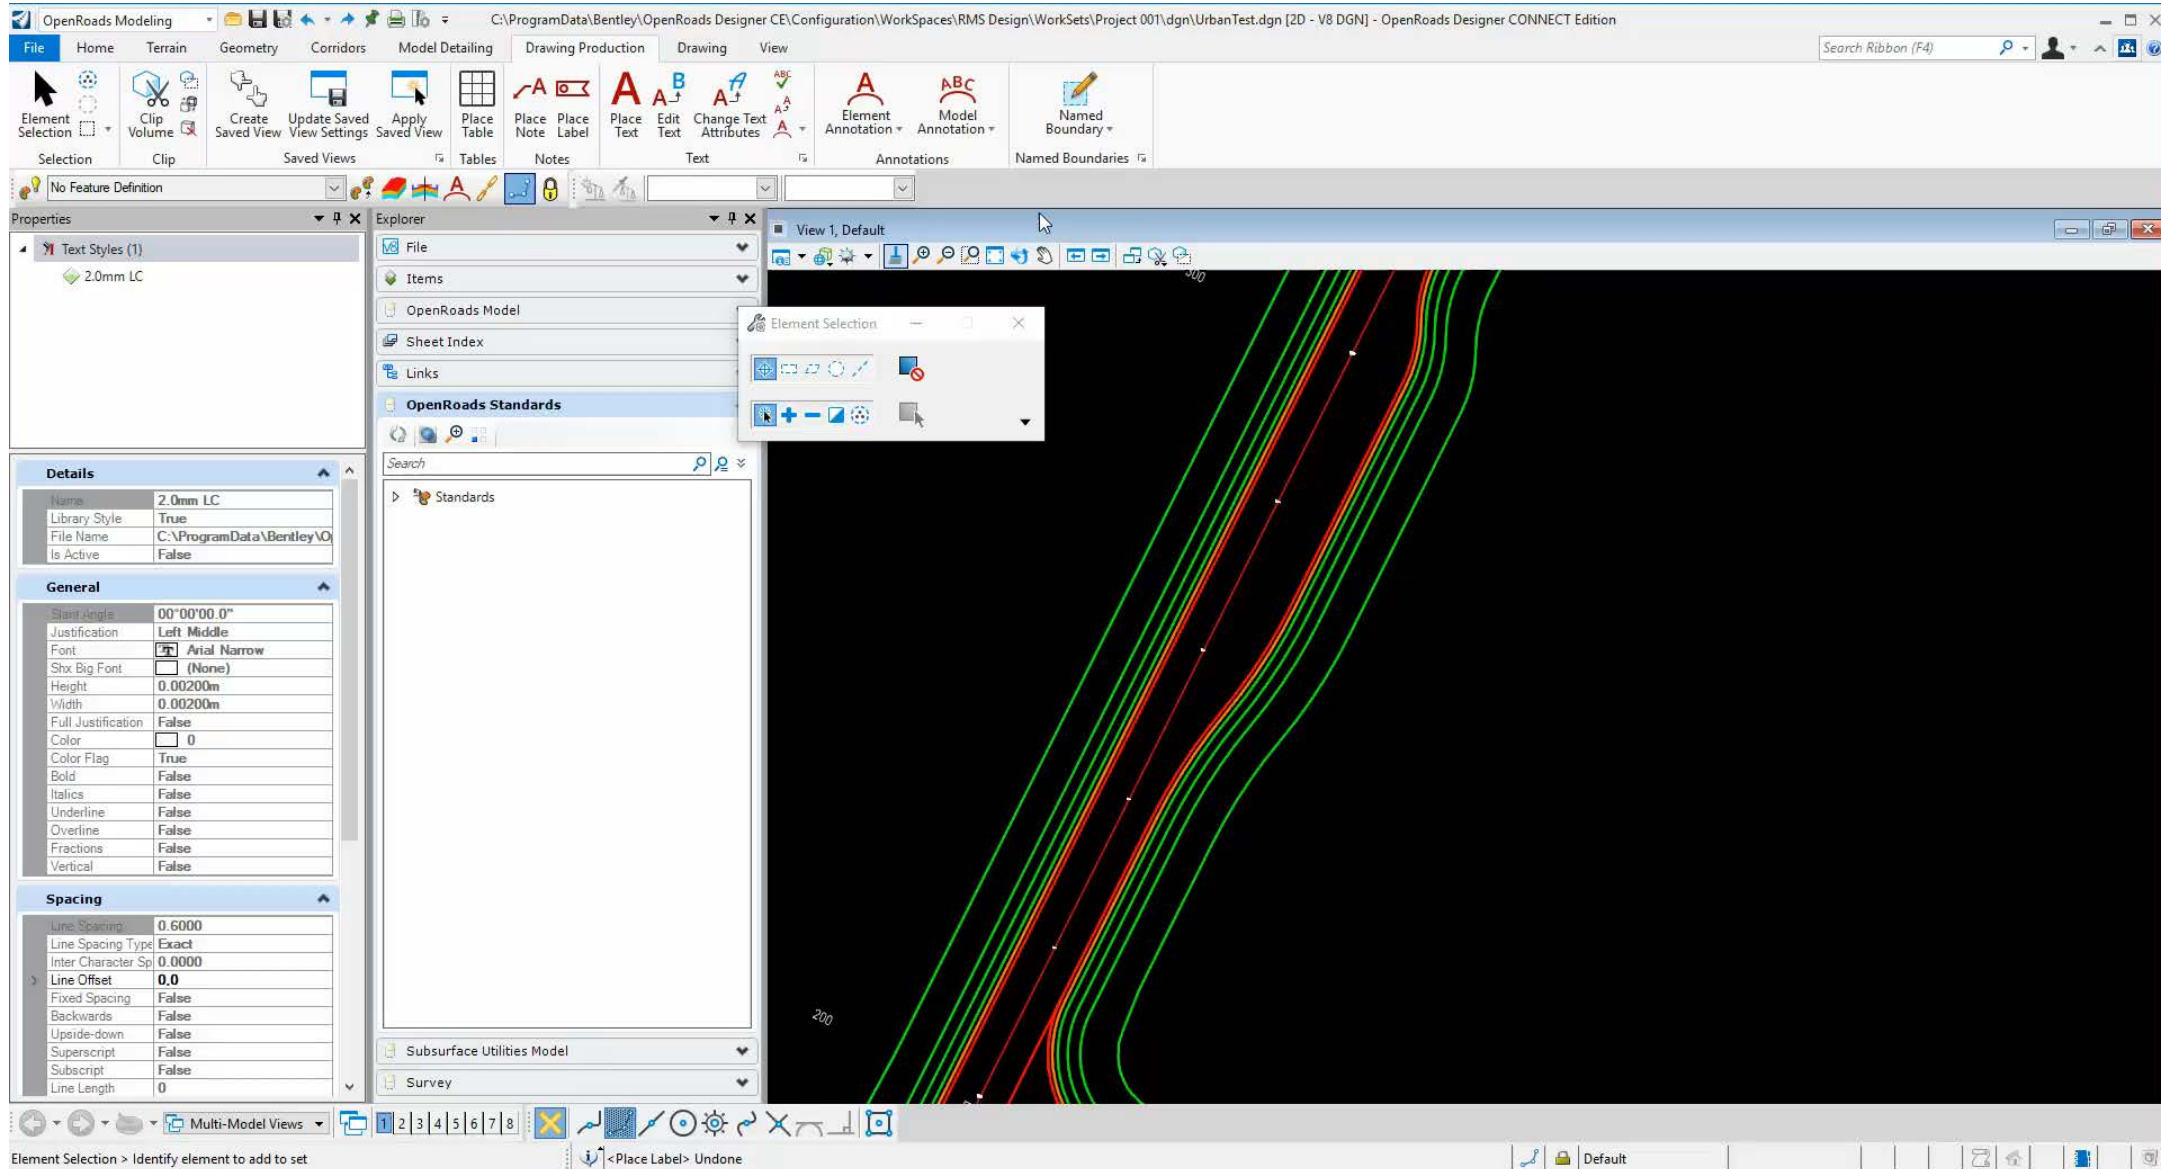 OpenRoads Modeling
C:\ProgramData\Bentley\OpenRoads Designer CE\Configuration\WorkSpaces\RMS Design\WorkSets\Project 001\dgn\UrbanTest.dgn [2D - V8 DGN] - OpenRoads Designer CONNECT Edition
File Home Terrain Geometry Corridors Model Detailing Drawing Production Drawing View
Search Ribbon (F4)
Element Selection
Clip Volume
Create Saved View
Update Saved View Settings
Apply Saved View
Place Table
Place Note
Place Label
Place Text
Edit Text
Change Text Attributes
Element Annotation
Model Annotation
Named Boundary
Selection Clip Saved Views Tables Notes Text Annotations Named Boundaries
No Feature Definition
Properties
Text Styles (1)
2.0mm LC
Details
Name 2.0mm LC
Library Style True
File Name C:\ProgramData\Bentley\O
Is Active False
General
Slant Angle 00°00'00.0"
Justification Left Middle
Font Arial Narrow
Shx Big Font (None)
Height 0.00200m
Width 0.00200m
Full Justification False
Color 0
Color Flag True
Bold False
Italics False
Underline False
Overline False
Fractions False
Vertical False
Spacing
Line Spacing 0.6000
Line Spacing Type Exact
Inter Character Sp 0.0000
Line Offset 0,0
Fixed Spacing False
Backwards False
Upside-down False
Superscript False
Subscript False
Line Length 0
Explorer
File
Items
OpenRoads Model
Sheet Index
Links
OpenRoads Standards
Search
Standards
Subsurface Utilities Model
Survey
View 1, Default
Element Selection
300
200
Multi-Model Views
1 2 3 4 5 6 7 8
Element Selection > Identify element to add to set
<Place Label> Undone
Default